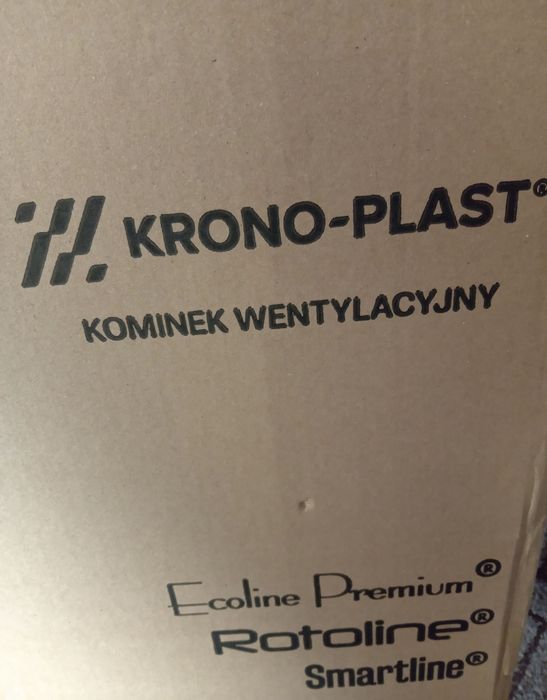 KRONO-PLAST®
KOMINEK WENTYLACYJNY
Ecoline Premium®
Rotoline®
Smartline®